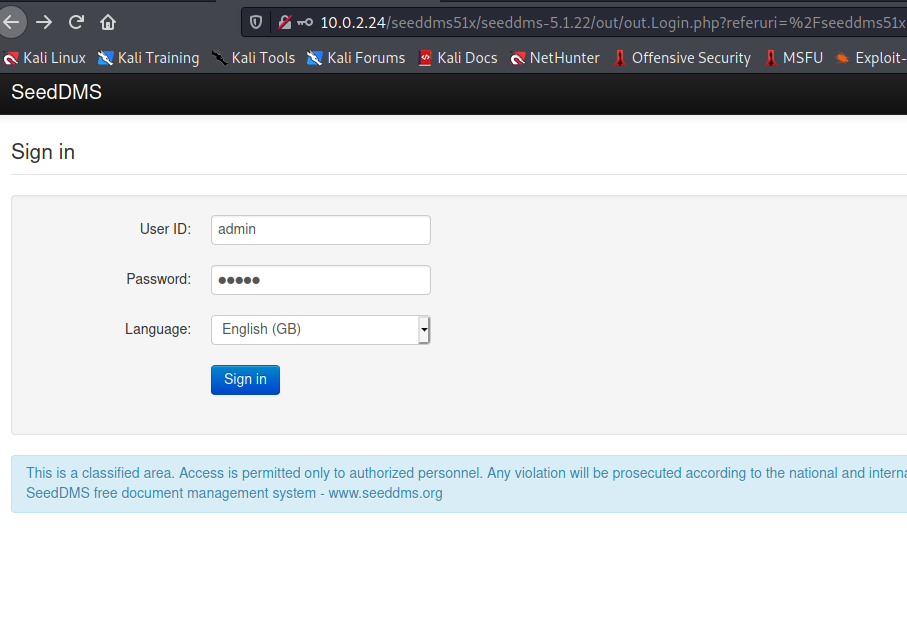 10.0.2.24/seeddms51x/seeddms-5.1.22/out/out.Login.php?referuri=%2Fseeddms51x
Kali Linux Kali Training Kali Tools Kali Forums Kali Docs NetHunter Offensive Security MSFU Exploit-
SeedDMS
Sign in
User ID: admin
Password: ●●●●●
Language: English (GB)
Sign in
This is a classified area. Access is permitted only to authorized personnel. Any violation will be prosecuted according to the national and interna
SeedDMS free document management system - www.seeddms.org